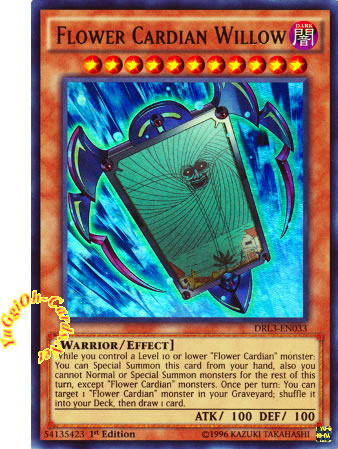 FLOWER CARDIAN WILLOW
DARK
闇
DRL3-EN033
[WARRIOR/EFFECT]
While you control a Level 10 or lower "Flower Cardian" monster:
You can Special Summon this card from your hand, also you
cannot Normal or Special Summon monsters for the rest of this
turn, except "Flower Cardian" monsters. Once per turn: You can
target 1 "Flower Cardian" monster in your Graveyard; shuffle it
into your Deck, then draw 1 card.
ATK/ 100 DEF/ 100
54135423 1st Edition ©1996 KAZUKI TAKAHASHI